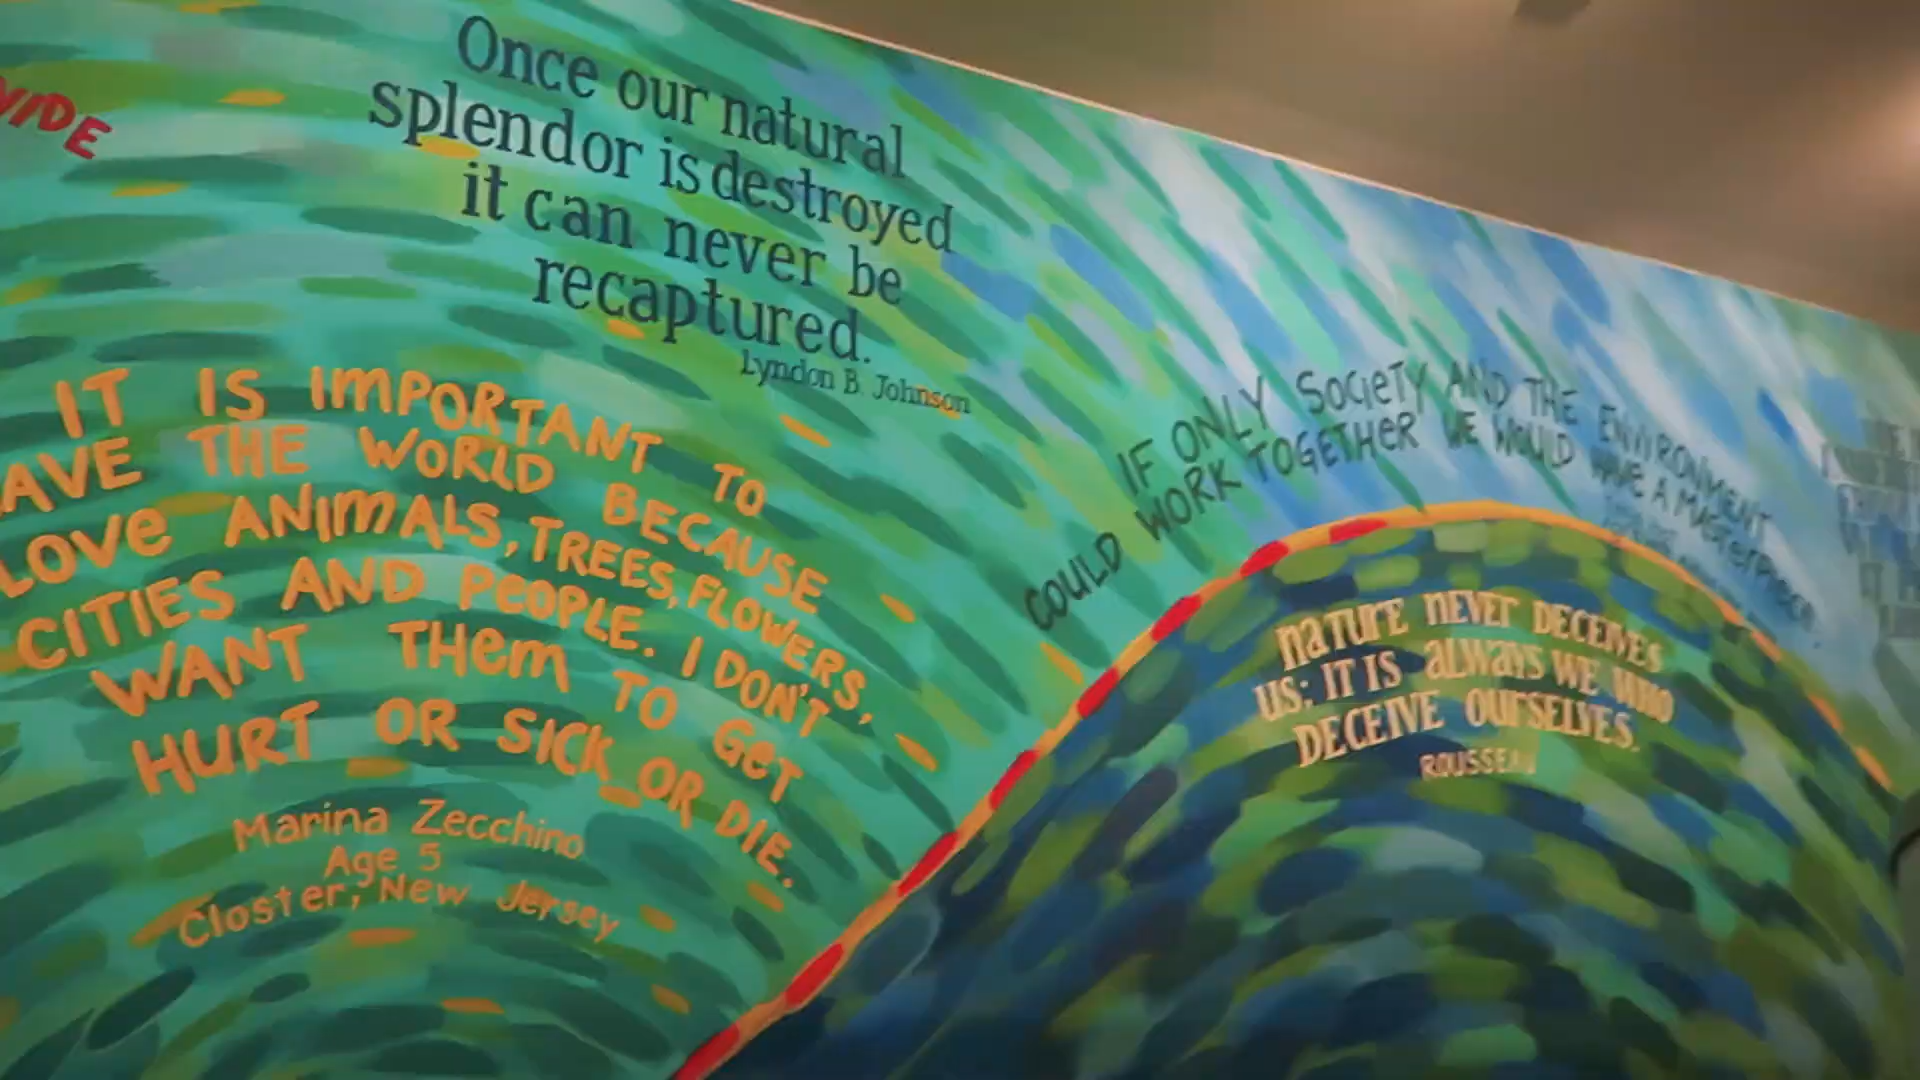 VIDE
Once our natural
splendor is destroyed
it can never be
recaptured.
Lyndon B. Johnson
IT IS IMPORTANT TO
AVE THE WORLD BECAUSE
LOVE ANIMALS, TREES, FLOWERS,
CITIES AND PEOPLE. I DON'T
WANT THEM TO GET
HURT OR SICK OR DIE.
Marina Zecchino
Age 5
Closter, New Jersey
IF ONLY SOCIETY AND THE ENVIRONMENT
COULD WORK TOGETHER WE WOULD HAVE A MASTERPIECE
NATURE NEVER DECEIVES
US; IT IS ALWAYS WE WHO
DECEIVE OURSELVES.
ROUSSEAU